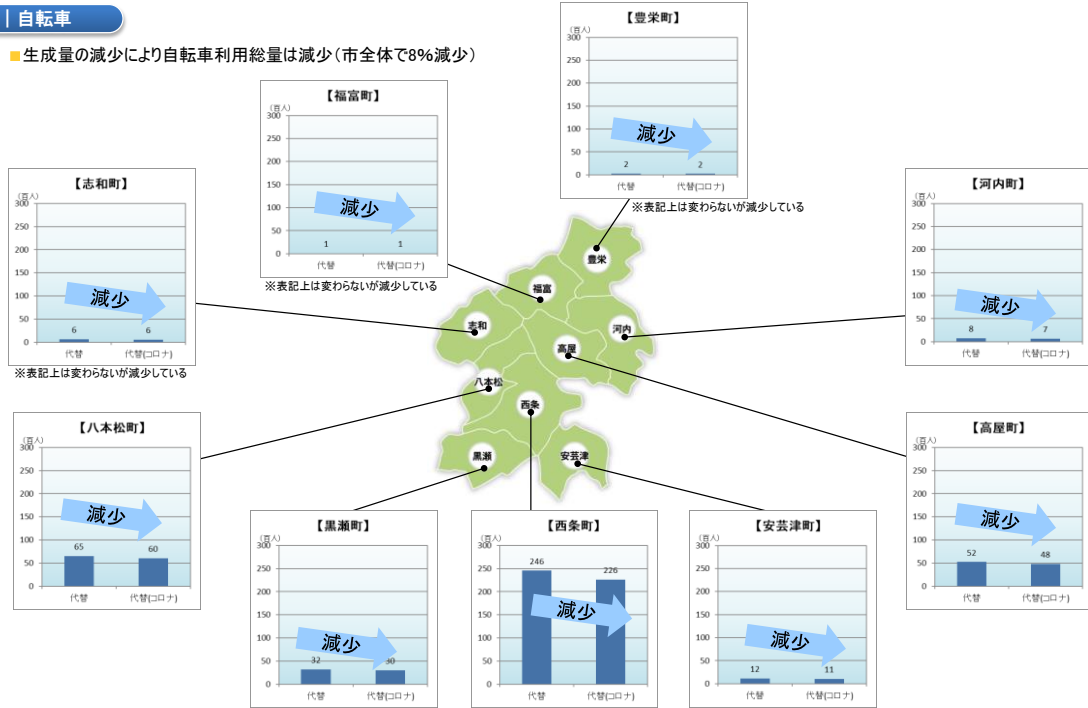 自転車
■生成量の減少により自転車利用総量は減少(市全体で8%減少)
【豊栄町】
(百人)
300
250
200
150
100
50
0
減少
2
2
代替
代替(コロナ)
※表記上は変わらないが減少している
【福富町】
(百人)
300
250
200
150
100
50
0
減少
1
1
代替
代替(コロナ)
※表記上は変わらないが減少している
【志和町】
(百人)
300
250
200
150
100
50
0
減少
6
6
代替
代替(コロナ)
※表記上は変わらないが減少している
【河内町】
(百人)
300
250
200
150
100
50
0
減少
8
7
代替
代替(コロナ)
豊栄
福富
志和
河内
高屋
八本松
西条
黒瀬
安芸津
【八本松町】
(百人)
300
250
200
150
100
50
0
減少
65
60
代替
代替(コロナ)
【高屋町】
(百人)
300
250
200
150
100
50
0
減少
52
48
代替
代替(コロナ)
【黒瀬町】
(百人)
300
250
200
150
100
50
0
減少
32
30
代替
代替(コロナ)
【西条町】
(百人)
300
250
200
150
100
50
0
246
226
減少
代替
代替(コロナ)
【安芸津町】
(百人)
300
250
200
150
100
50
0
減少
12
11
代替
代替(コロナ)